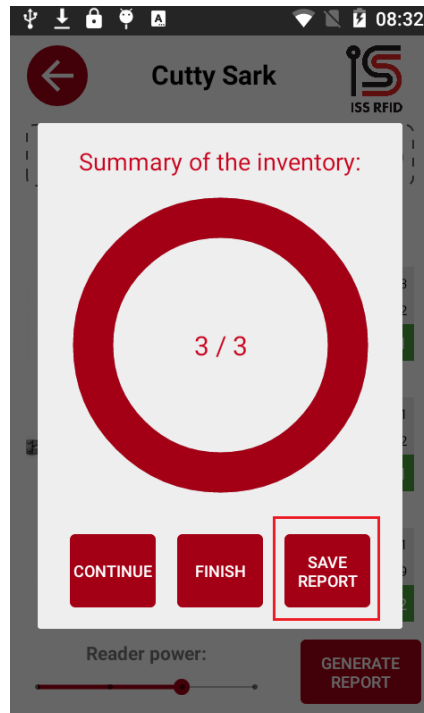 08:32
Cutty Sark
iSS
ISS RFID
Summary of the inventory:
3 / 3
CONTINUE
FINISH
SAVE
REPORT
Reader power:
GENERATE
REPORT